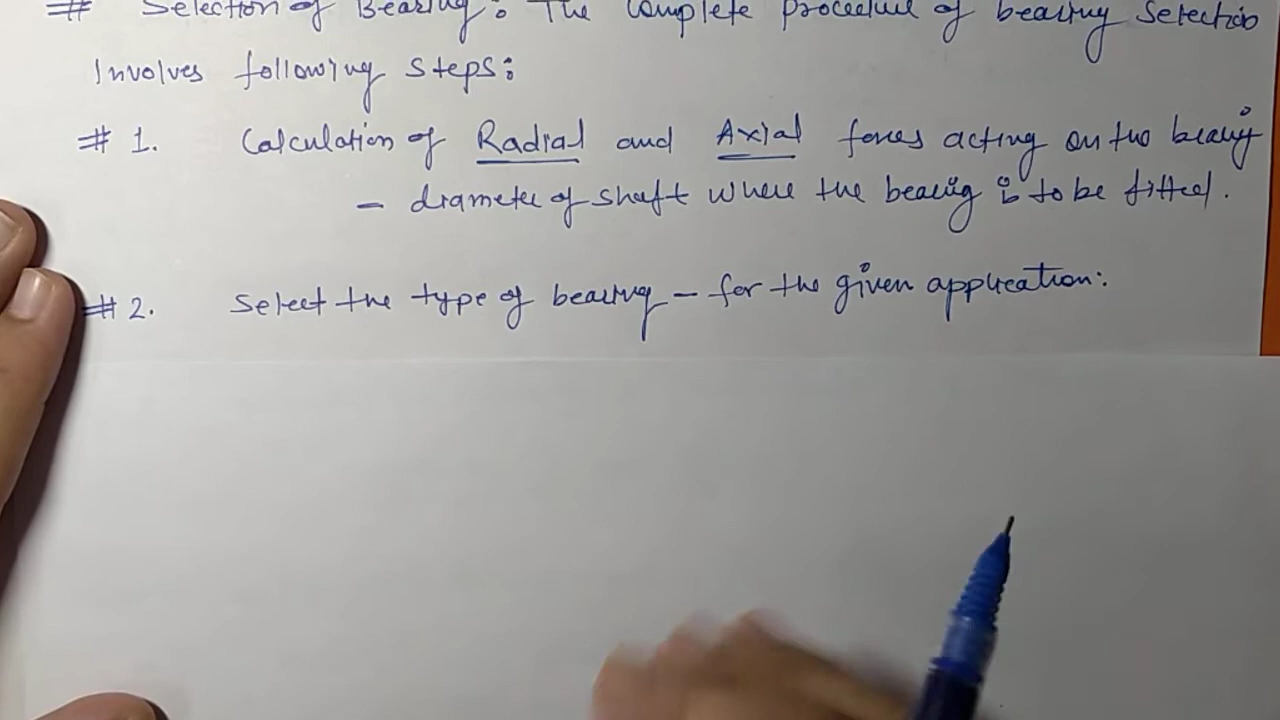 # Selection of Bearing: The Complete procedure of bearing selection
Involves following steps:
# 1. Calculation of Radial and Axial forces acting on the bearing
- diameter of shaft where the bearing is to be fitted.
# 2. Select the type of bearing - for the given application: